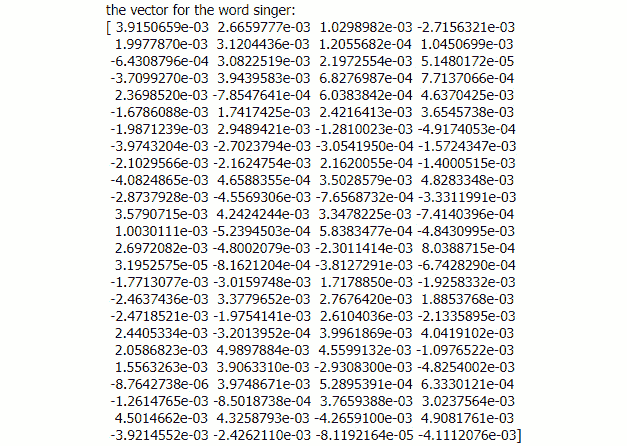 the vector for the word singer:
[ 3.9150659e-03 2.6659777e-03 1.0298982e-03 -2.7156321e-03
1.9977870e-03 3.1204436e-03 1.2055682e-04 1.0450699e-03
-6.4308796e-04 3.0822519e-03 2.1972554e-03 5.1480172e-05
-3.7099270e-03 3.9439583e-03 6.8276987e-04 7.7137066e-04
2.3698520e-03 -7.8547641e-04 6.0383842e-04 4.6370425e-03
-1.6786088e-03 1.7417425e-03 2.4216413e-03 3.6545738e-03
-1.9871239e-03 2.9489421e-03 -1.2810023e-03 -4.9174053e-04
-3.9743204e-04 -2.7023794e-03 -3.0541950e-04 -1.5724347e-03
-2.1029566e-03 -2.1624754e-03 2.1620055e-04 -1.4000515e-03
-4.0824865e-03 4.6588355e-04 3.5028579e-03 4.8283348e-03
-2.8737928e-03 -4.5569306e-03 -7.6568732e-04 -3.3311991e-03
3.5790715e-03 4.2424244e-03 3.3478225e-03 -7.4140396e-04
1.0030111e-03 -5.2394503e-04 5.8383477e-04 -4.8430995e-03
2.6972082e-03 -4.8002079e-03 -2.3011414e-03 8.0388715e-04
3.1952575e-05 -8.1621204e-04 -3.8127291e-03 -6.7428290e-04
-1.7713077e-03 -3.0159748e-03 1.7178850e-03 -1.9258332e-03
-2.4637436e-03 3.3779652e-03 2.7676420e-03 1.8853768e-03
-2.4718521e-03 -1.9754141e-03 2.6104036e-03 -2.1335895e-03
2.4405334e-03 -3.2013952e-04 3.9961869e-03 4.0419102e-03
2.0586823e-03 4.9897884e-03 4.5599132e-03 -1.0976522e-03
1.5563263e-03 3.9063310e-03 -2.9308300e-03 -4.8254002e-03
-8.7642738e-06 3.9748671e-03 5.2895391e-04 6.3330121e-04
-1.2614765e-03 -8.5018738e-04 3.7659388e-03 3.0237564e-03
4.5014662e-03 4.3258793e-03 -4.2659100e-03 4.9081761e-03
-3.9214552e-03 -2.4262110e-03 -8.1192164e-05 -4.1112076e-03]